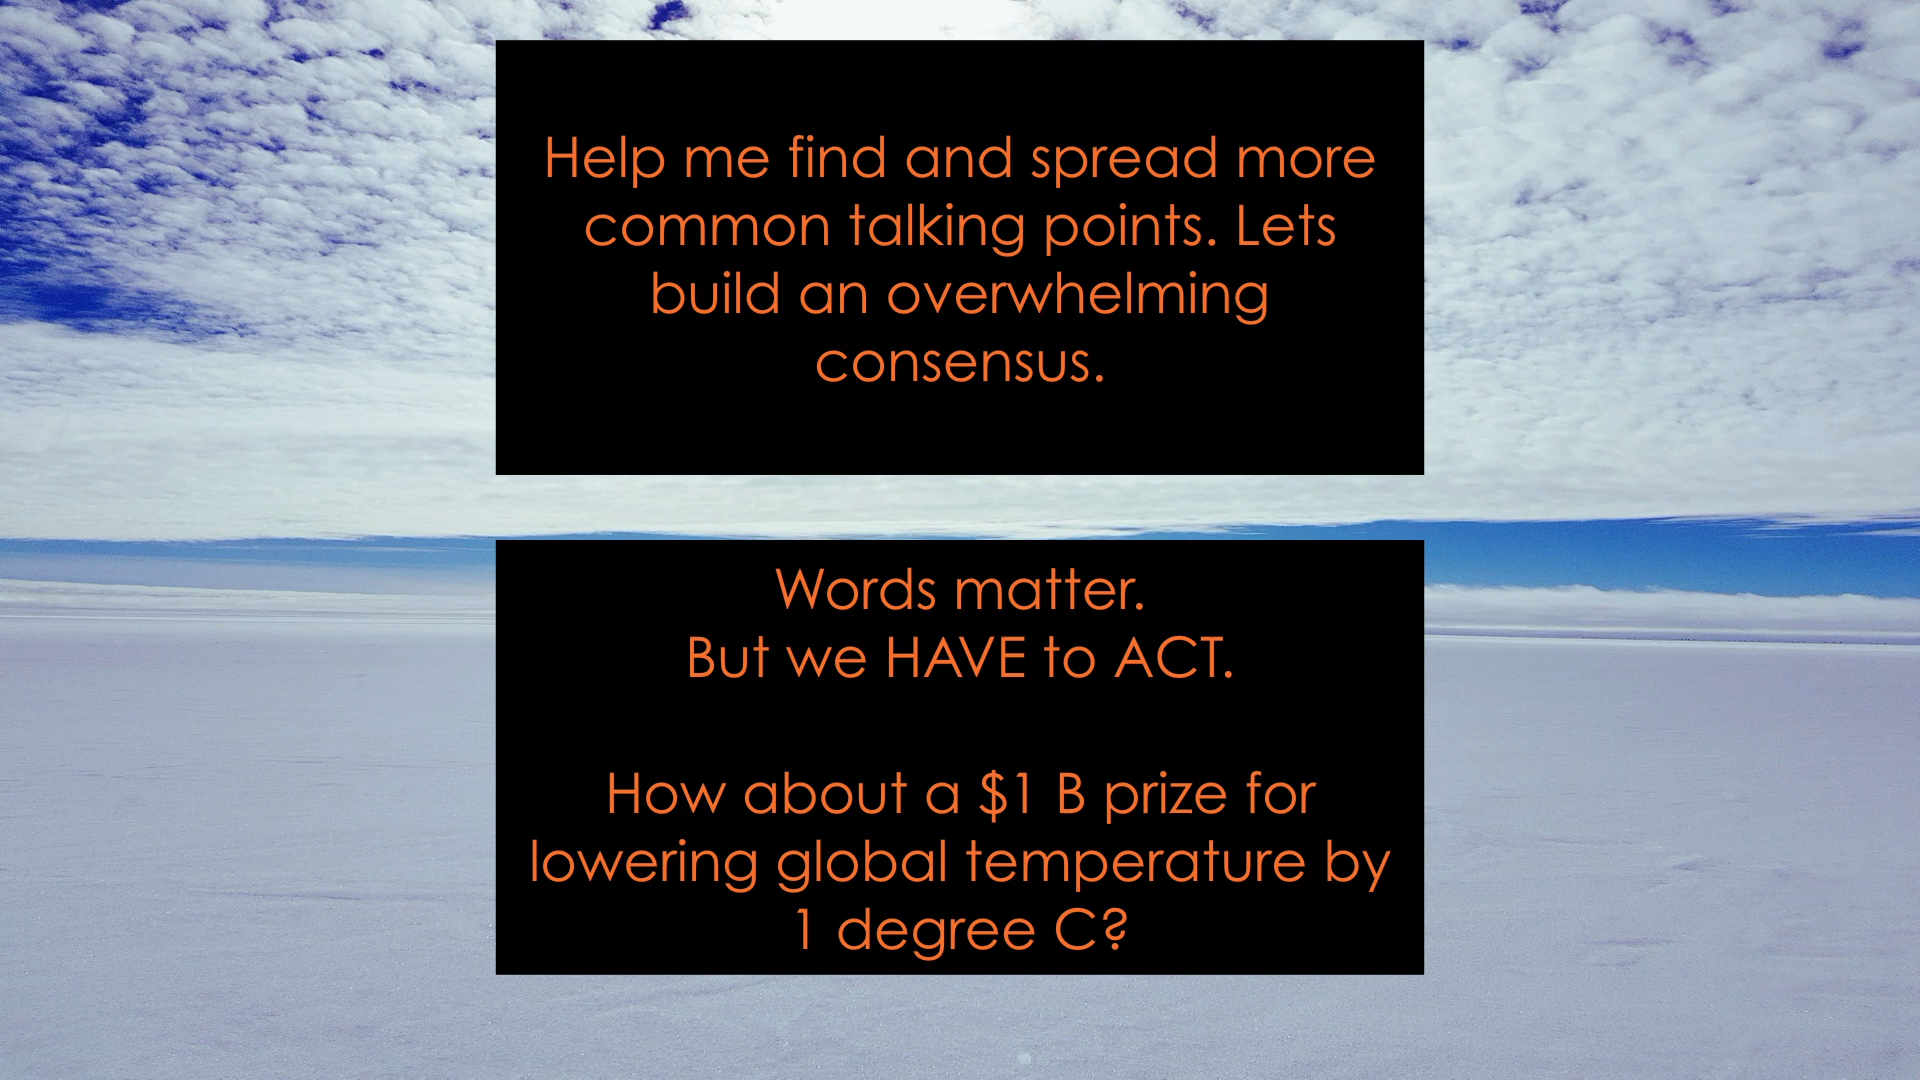 Help me find and spread more
common talking points. Lets
build an overwhelming
consensus.
Words matter.
But we HAVE to ACT.
How about a $1 B prize for
lowering global temperature by
1 degree C?